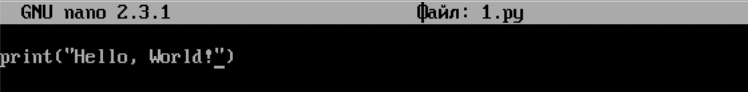 GNU nano 2.3.1 Файл: 1.py
print("Hello, World!")